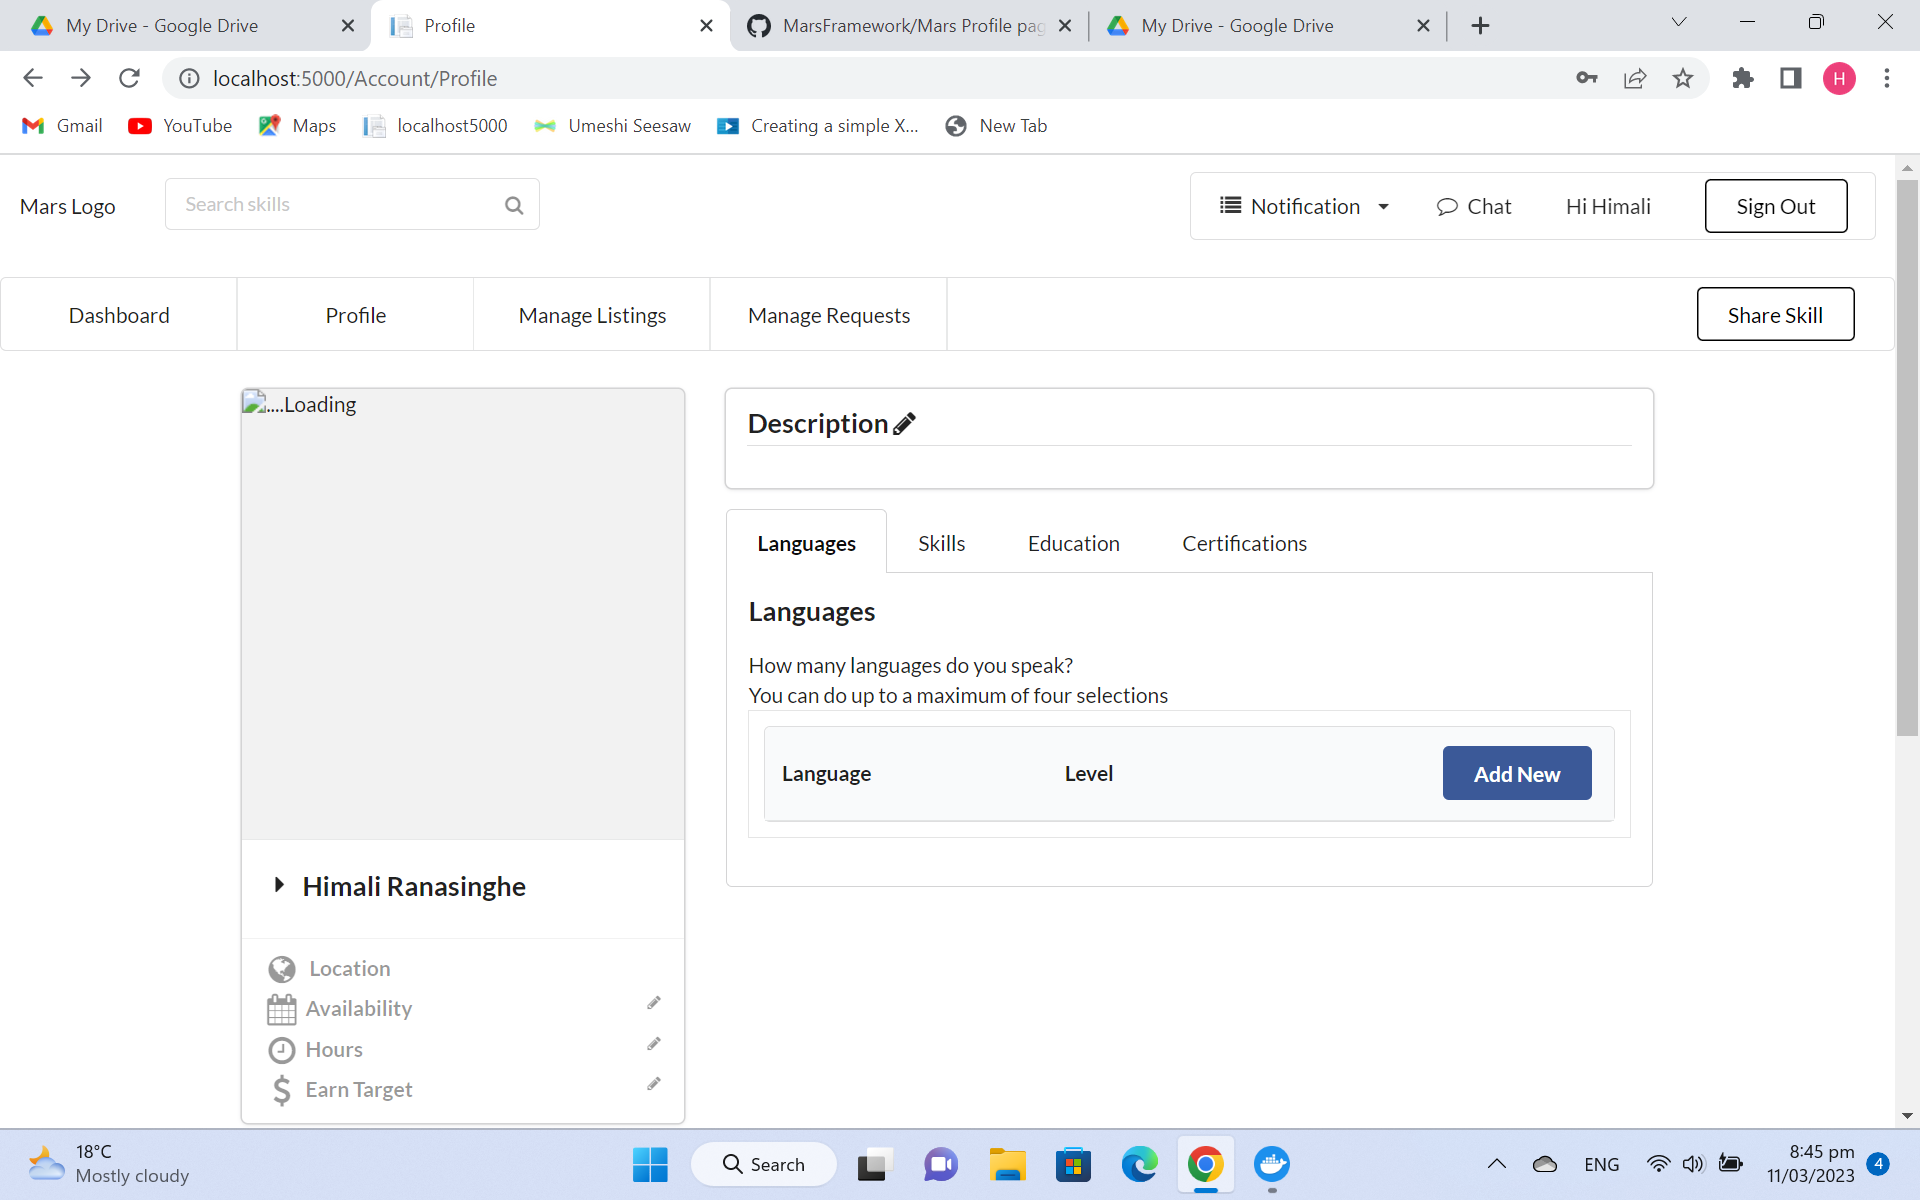 My Drive - Google Drive
Profile
MarsFramework/Mars Profile pag
My Drive - Google Drive
localhost:5000/Account/Profile
H
Gmail
YouTube
Maps
localhost5000
Umeshi Seesaw
Creating a simple X...
New Tab
Mars Logo
Search skills
Notification
Chat
Hi Himali
Sign Out
Dashboard
Profile
Manage Listings
Manage Requests
Share Skill
....Loading
Description
Languages
Skills
Education
Certifications
Languages
How many languages do you speak?
You can do up to a maximum of four selections
Language
Level
Add New
Himali Ranasinghe
Location
Availability
Hours
Earn Target
18°C
Mostly cloudy
Search
ENG
8:45 pm
11/03/2023
4